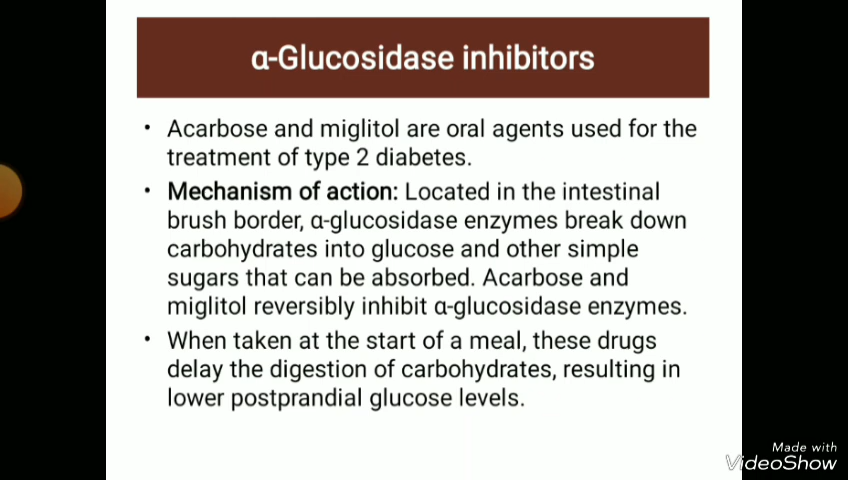 α-Glucosidase inhibitors
• Acarbose and miglitol are oral agents used for the
treatment of type 2 diabetes.
• Mechanism of action: Located in the intestinal
brush border, α-glucosidase enzymes break down
carbohydrates into glucose and other simple
sugars that can be absorbed. Acarbose and
miglitol reversibly inhibit α-glucosidase enzymes.
• When taken at the start of a meal, these drugs
delay the digestion of carbohydrates, resulting in
lower postprandial glucose levels.
Made with
VideoShow